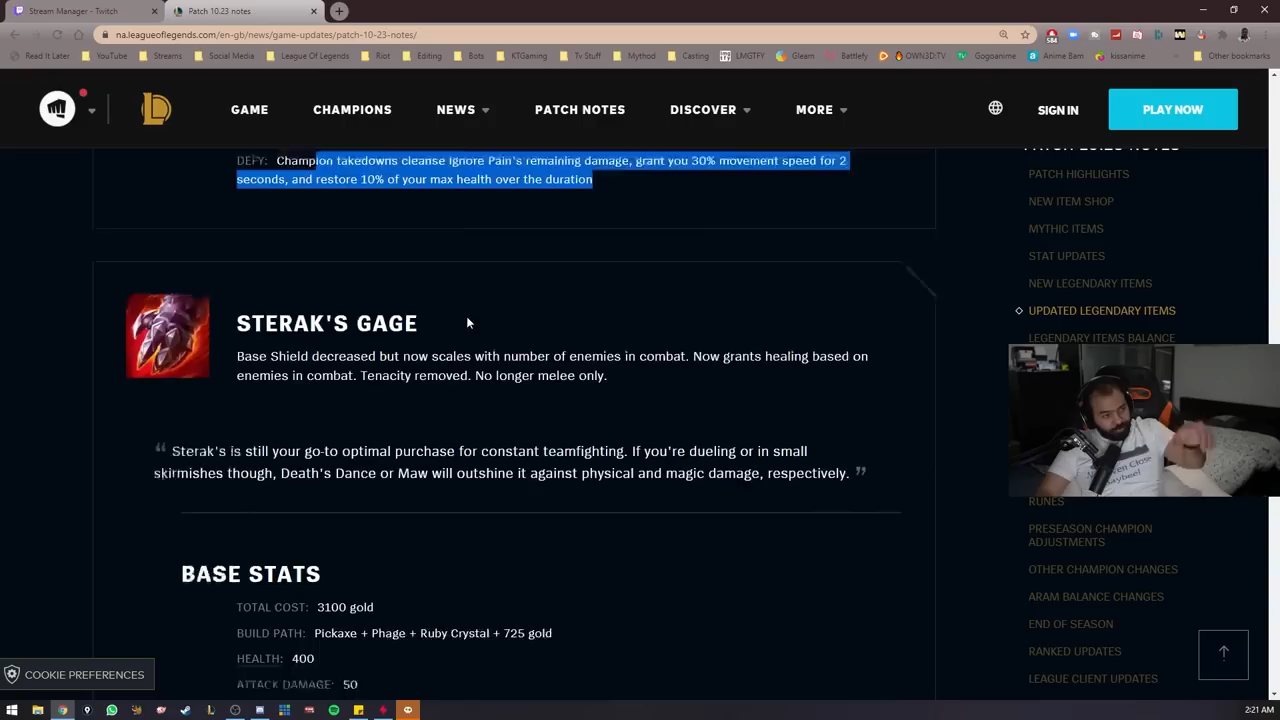 Stream Manager - Twitch
Patch 10.23 notes
na.leagueoflegends.com/en-gb/news/game-updates/patch-10-23-notes/
584
Read It Later
YouTube
Streams
Social Media
League Of Legends
Riot
Editing
Bots
KTGaming
Tv Stuff
Mythod
Casting
LMGTFY
Gleam
Battlefy
OWN3D:TV
Gogoanime
Anime Bam
kissanime
Other bookmarks
GAME
CHAMPIONS
NEWS
PATCH NOTES
DISCOVER
MORE
SIGN IN
PLAY NOW
DEFY: Champion takedowns cleanse Ignore Pain's remaining damage, grant you 30% movement speed for 2
seconds, and restore 10% of your max health over the duration
STERAK'S GAGE
Base Shield decreased but now scales with number of enemies in combat. Now grants healing based on
enemies in combat. Tenacity removed. No longer melee only.
“ Sterak's is still your go-to optimal purchase for constant teamfighting. If you're dueling or in small
skirmishes though, Death's Dance or Maw will outshine it against physical and magic damage, respectively. ”
BASE STATS
TOTAL COST: 3100 gold
BUILD PATH: Pickaxe + Phage + Ruby Crystal + 725 gold
HEALTH: 400
ATTACK DAMAGE: 50
PATCH 10.23 NOTES
PATCH HIGHLIGHTS
NEW ITEM SHOP
MYTHIC ITEMS
STAT UPDATES
NEW LEGENDARY ITEMS
UPDATED LEGENDARY ITEMS
LEGENDARY ITEMS BALANCE
RUNES
PRESEASON CHAMPION
ADJUSTMENTS
OTHER CHAMPION CHANGES
ARAM BALANCE CHANGES
END OF SEASON
RANKED UPDATES
LEAGUE CLIENT UPDATES
COOKIE PREFERENCES
2:21 AM